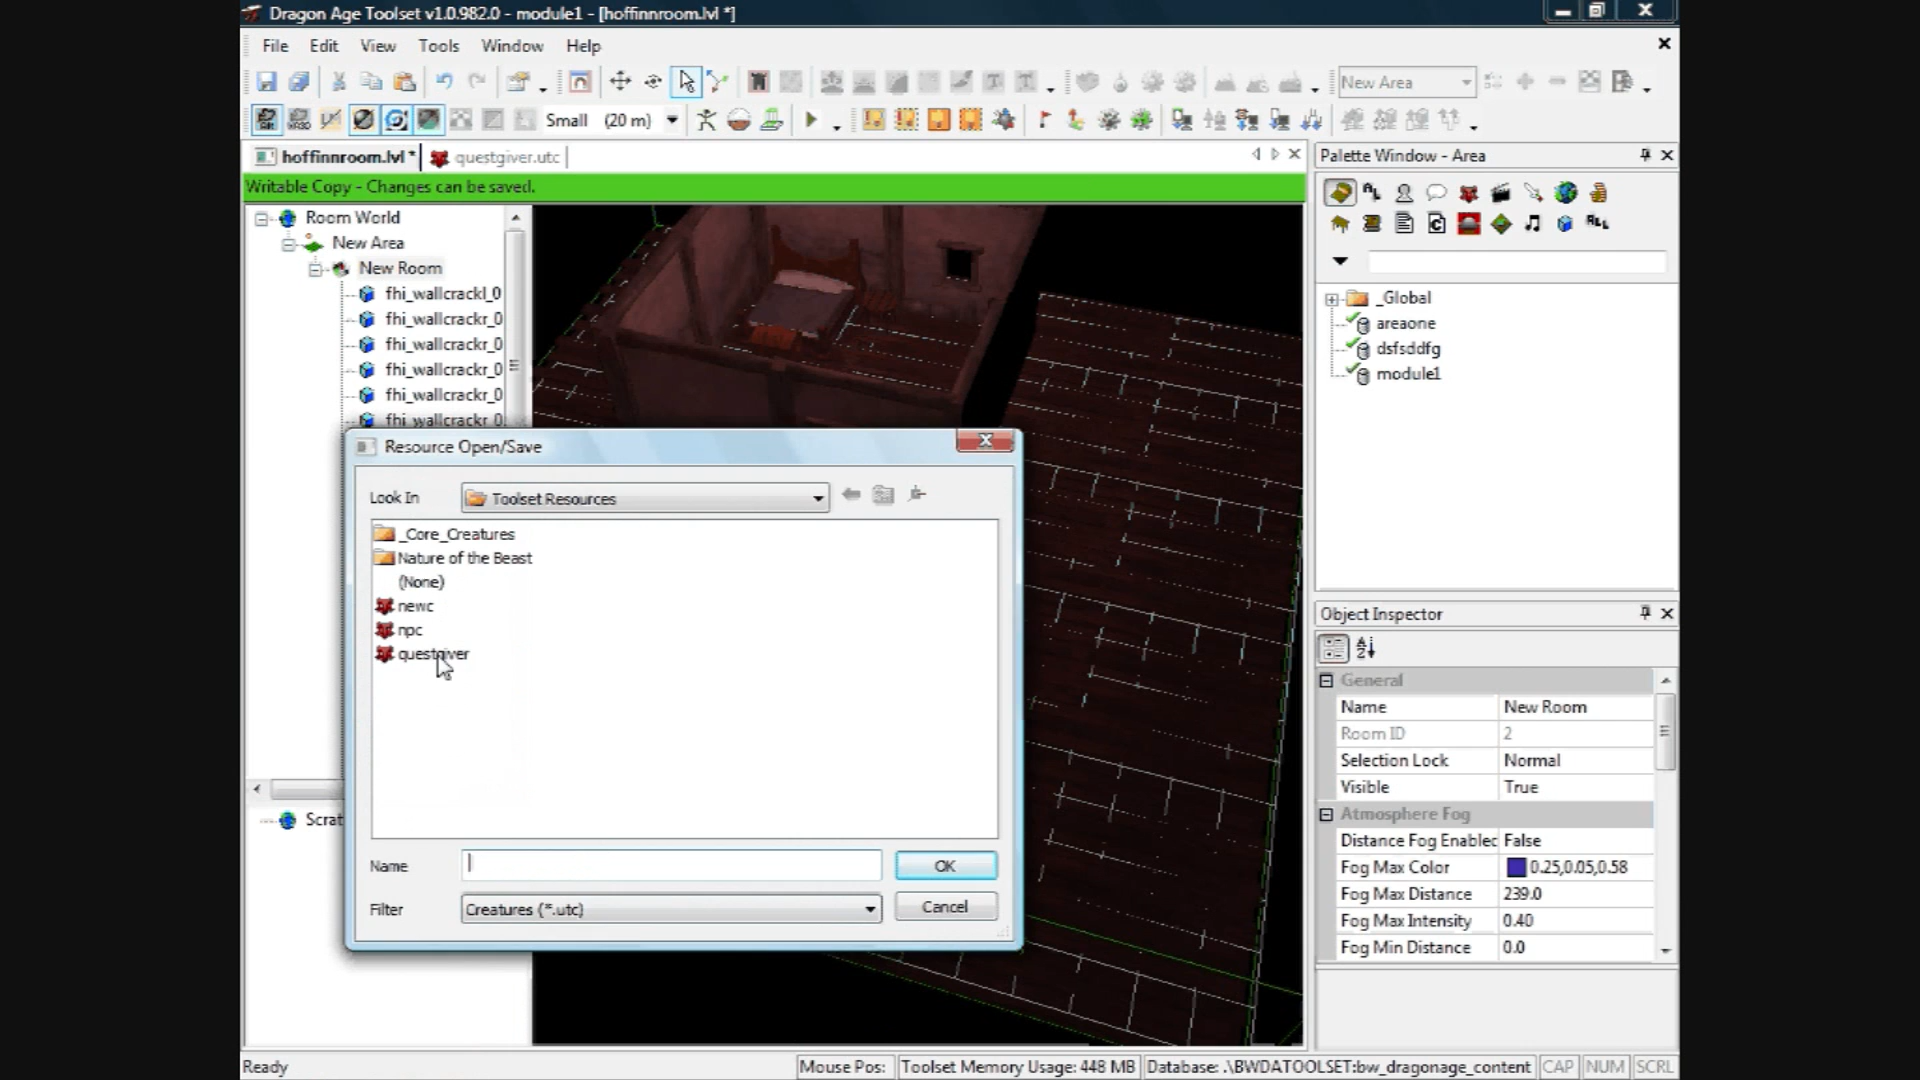 Dragon Age Toolset v1.0.982.0 - module1 - [hoffinnroom.lvl *]
File Edit View Tools Window Help
New Area
Small (20 m)
hoffinnroom.lvl * questgiver.utc
Writable Copy - Changes can be saved.
Room World
New Area
New Room
fhi_wallcrackl_0
fhi_wallcrackr_0
fhi_wallcrackr_0
fhi_wallcrackr_0
fhi_wallcrackr_0
fhi_wallcrackr_0
Scrat
Resource Open/Save
Look In Toolset Resources
_Core_Creatures
Nature of the Beast
(None)
newc
npc
questgiver
Name OK
Filter Creatures (*.utc) Cancel
Palette Window - Area
_Global
areaone
dsfsddfg
module1
Object Inspector
General
Name New Room
Room ID 2
Selection Lock Normal
Visible True
Atmosphere Fog
Distance Fog Enablec False
Fog Max Color 0.25,0.05,0.58
Fog Max Distance 239.0
Fog Max Intensity 0.40
Fog Min Distance 0.0
Ready Mouse Pos: Toolset Memory Usage: 448 MB Database: .\BWDATOOLSET:bw_dragonage_content CAP NUM SCRL